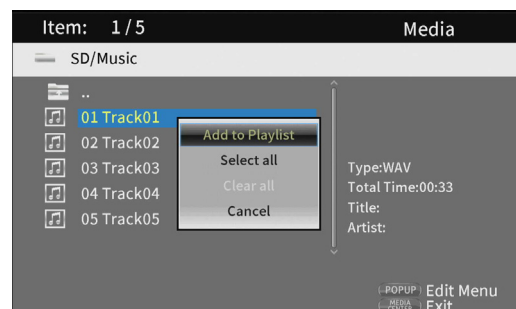 Item: 1/5 Media
SD/Music
..
01 Track01
02 Track02
03 Track03
04 Track04
05 Track05
Add to Playlist
Select all
Clear all
Cancel
Type:WAV
Total Time:00:33
Title:
Artist:
POPUP Edit Menu
MEDIA CENTER Exit